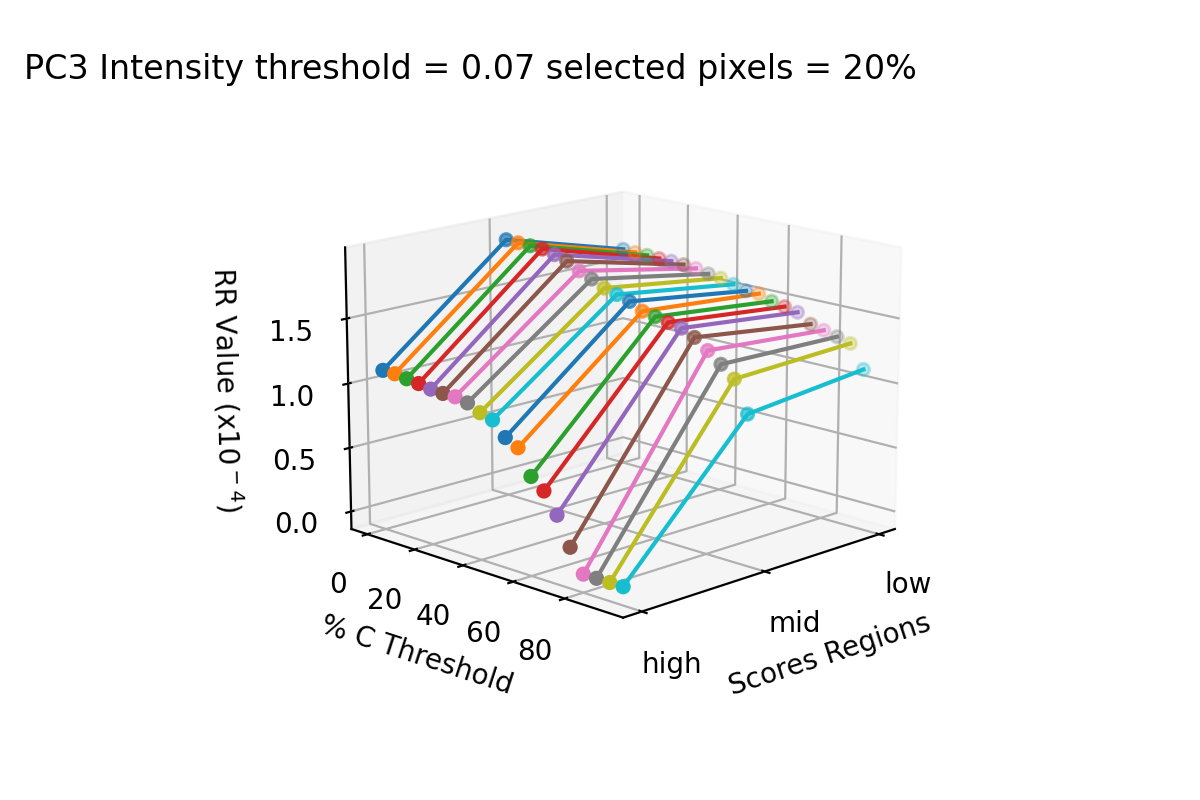 PC3 Intensity threshold = 0.07 selected pixels = 20%
RR Value (x10⁻⁴)
1.5
1.0
0.5
0.0
0
20
40
60
80
% C Threshold
high
mid
low
Scores Regions